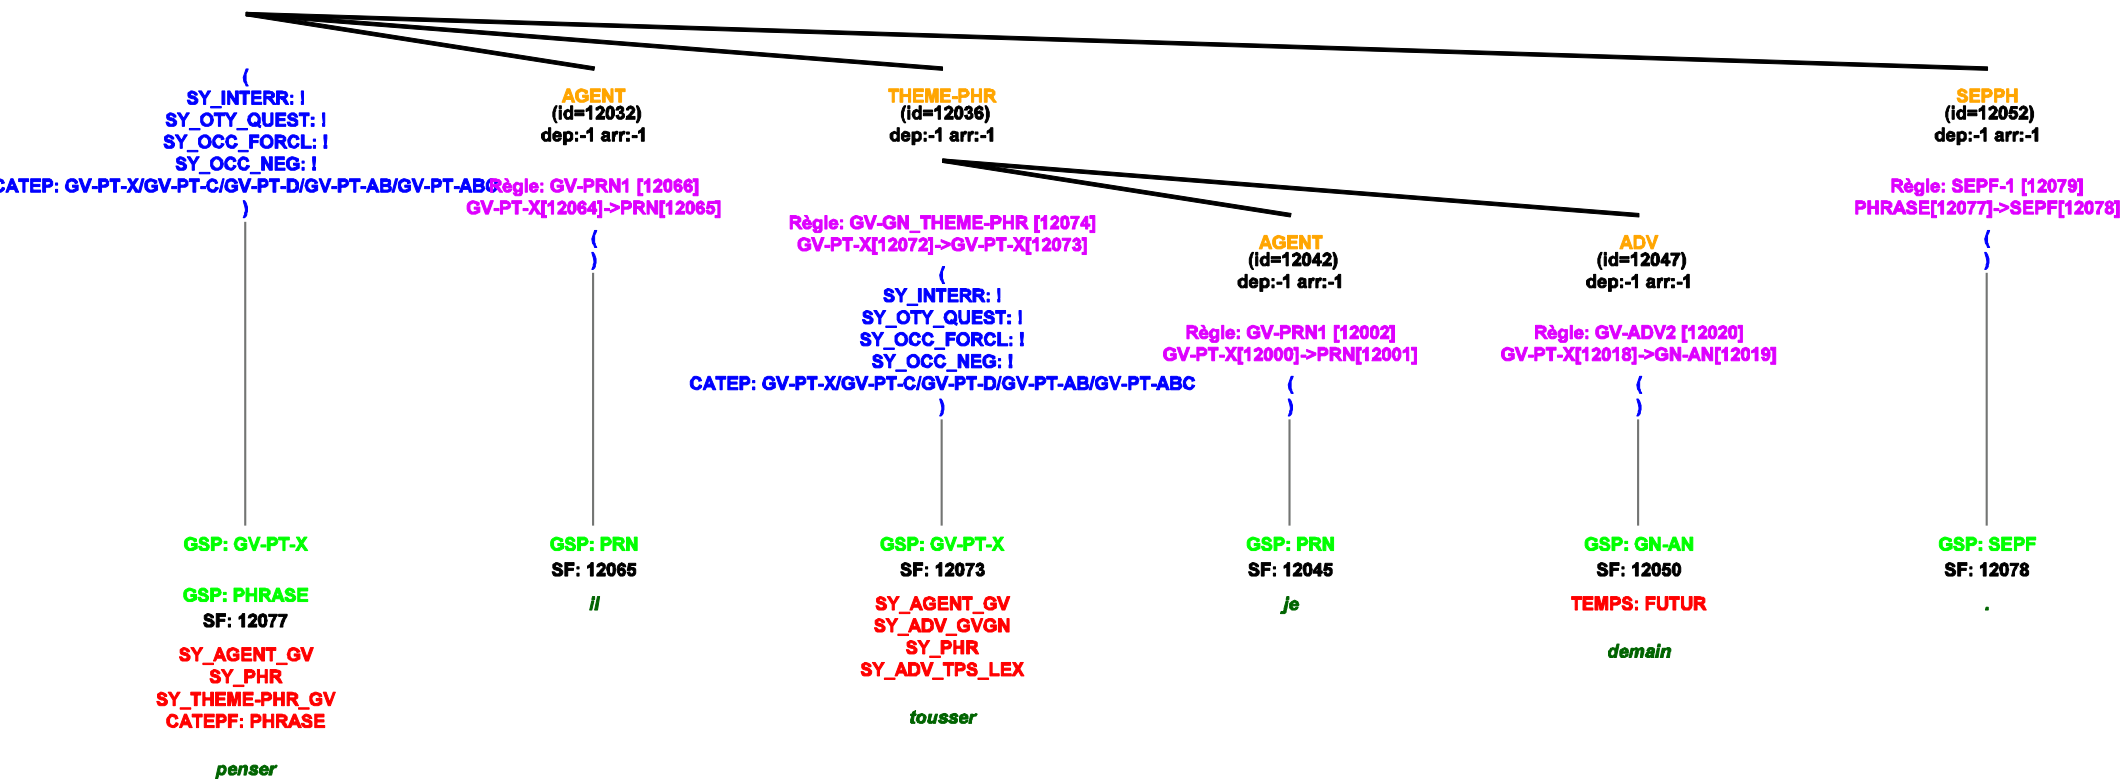 (
SY_INTERR: !
SY_OTY_QUEST: !
SY_OCC_FORCL: !
SY_OCC_NEG: !
CATEP: GV-PT-X/GV-PT-C/GV-PT-D/GV-PT-AB/GV-PT-ABC
)
GSP: GV-PT-X
GSP: PHRASE
SF: 12077
SY_AGENT_GV
SY_PHR
SY_THEME-PHR_GV
CATEPF: PHRASE
penser
AGENT
(id=12032)
dep:-1 arr:-1
Règle: GV-PRN1 [12066]
GV-PT-X[12064]->PRN[12065]
(
)
GSP: PRN
SF: 12065
il
THEME-PHR
(id=12036)
dep:-1 arr:-1
Règle: GV-GN_THEME-PHR [12074]
GV-PT-X[12072]->GV-PT-X[12073]
(
SY_INTERR: !
SY_OTY_QUEST: !
SY_OCC_FORCL: !
SY_OCC_NEG: !
CATEP: GV-PT-X/GV-PT-C/GV-PT-D/GV-PT-AB/GV-PT-ABC
)
GSP: GV-PT-X
SF: 12073
SY_AGENT_GV
SY_ADV_GVGN
SY_PHR
SY_ADV_TPS_LEX
tousser
AGENT
(id=12042)
dep:-1 arr:-1
Règle: GV-PRN1 [12002]
GV-PT-X[12000]->PRN[12001]
(
)
GSP: PRN
SF: 12045
je
ADV
(id=12047)
dep:-1 arr:-1
Règle: GV-ADV2 [12020]
GV-PT-X[12018]->GN-AN[12019]
(
)
GSP: GN-AN
SF: 12050
TEMPS: FUTUR
demain
SEPPH
(id=12052)
dep:-1 arr:-1
Règle: SEPF-1 [12079]
PHRASE[12077]->SEPF[12078]
(
)
GSP: SEPF
SF: 12078
.